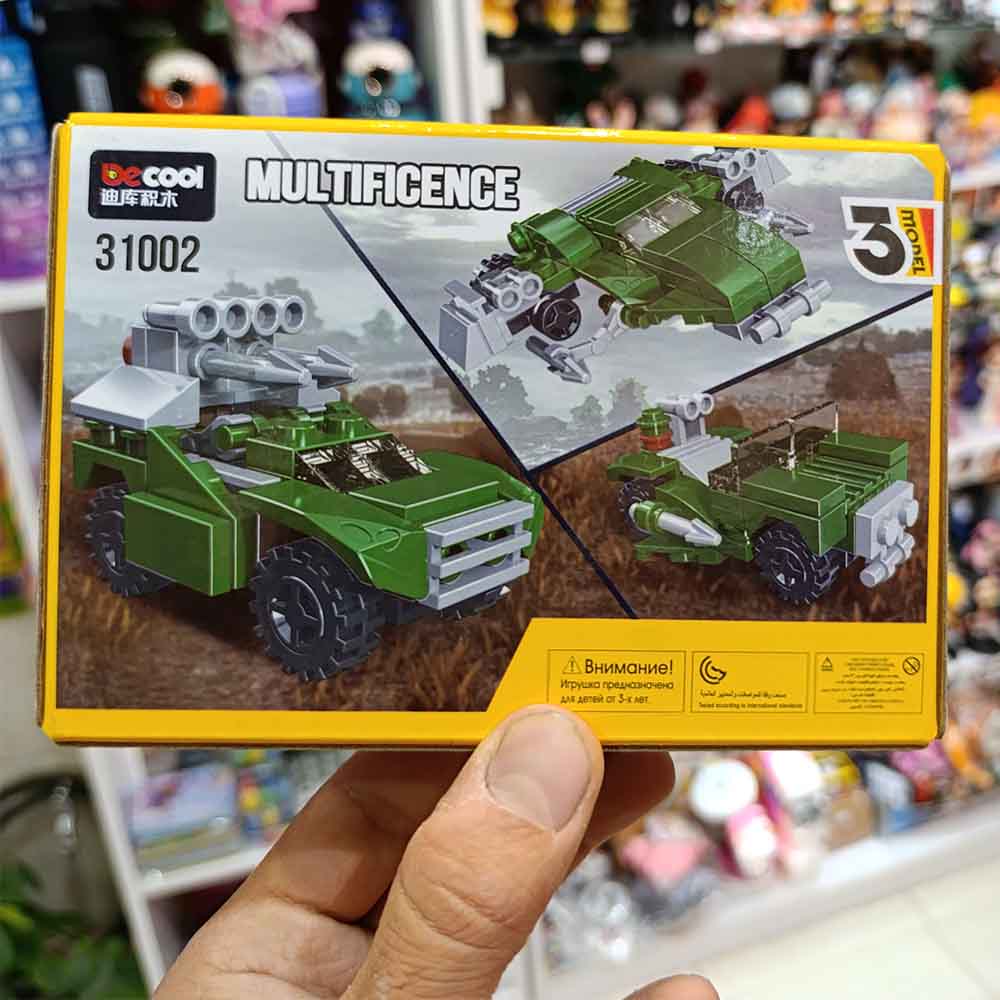 Decool
迪库积木
31002
MULTIFICENCE
3
MODEL
Внимание!
Игрушка предназначена
для детей от 3-х лет.
Tested according to international standards